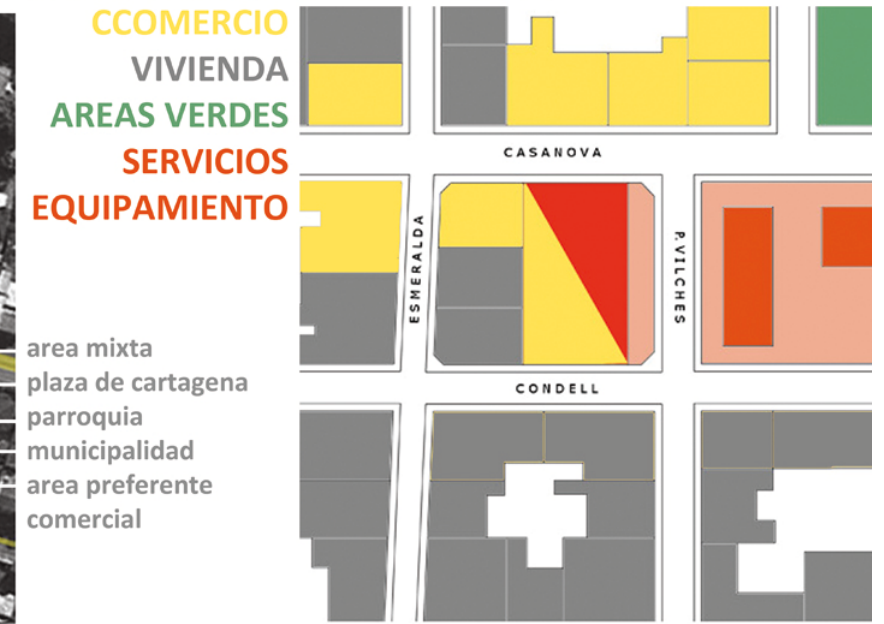 CCOMERCIO
VIVIENDA
AREAS VERDES
SERVICIOS
EQUIPAMIENTO
area mixta
plaza de cartagena
parroquia
municipalidad
area preferente
comercial
CASANOVA
ESMERALDA
P.VILCHES
CONDELL